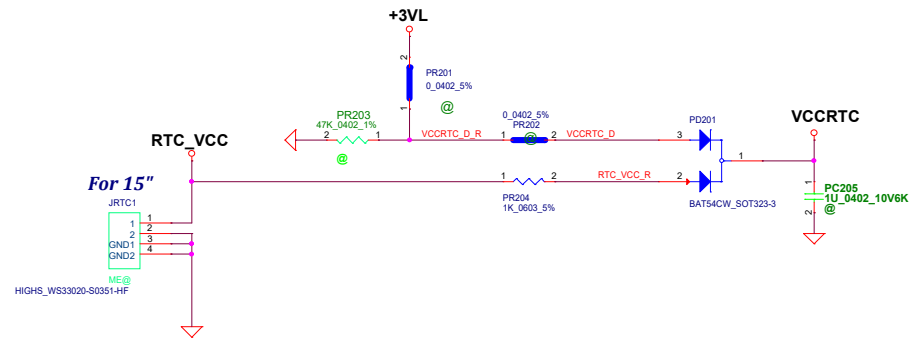 +3VL
2
PR201
0_0402_5%
1
@
PR203
47K_0402_1%
2
1
@
VCCRTC_D_R
0_0402_5%
PR202
1
2
@
VCCRTC_D
PD201
3
VCCRTC
RTC_VCC
1
For 15"
JRTC1
1
2
3
4
1
2
GND1
GND2
ME@
HIGHS_WS33020-S0351-HF
1
2
PR204
1K_0603_5%
RTC_VCC_R
2
BAT54CW_SOT323-3
1
2
PC205
1U_0402_10V6K
@